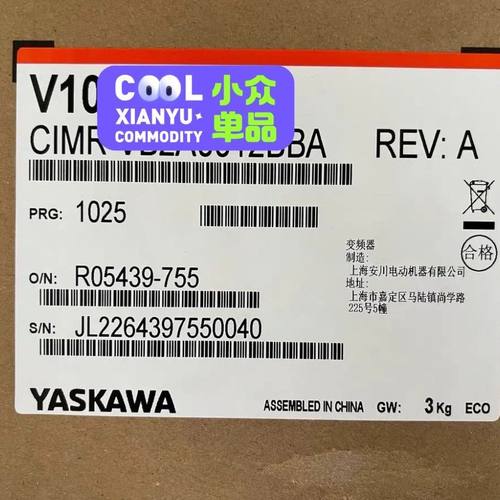 V10
COOL
XIANYU
COMMODITY
小众
单品
CIMR
REV: A
PRG: 1025
变频器
制造:
上海安川电动机器有限公司
地址:
上海市嘉定区马陆镇尚学路
225号5幢
合格
O/N: R05439-755
S/N: JL2264397550040
YASKAWA
ASSEMBLED IN CHINA GW: 3 Kg ECO